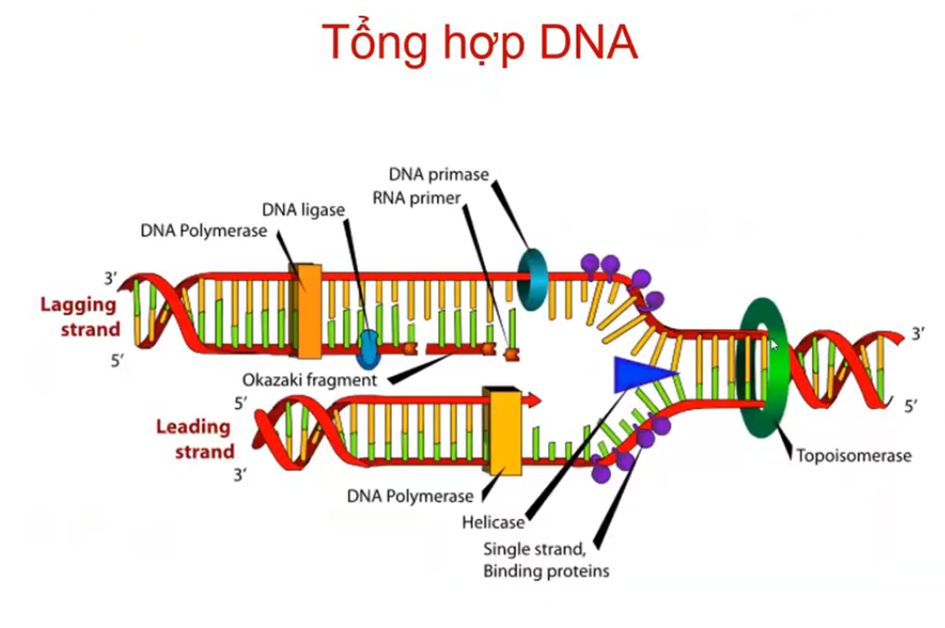 Tổng hợp DNA
DNA primase
RNA primer
DNA ligase
DNA Polymerase
3’
Lagging
strand
5’
Okazaki fragment
3’
5’
5’
Leading
strand
3’
Topoisomerase
DNA Polymerase
Helicase
Single strand,
Binding proteins